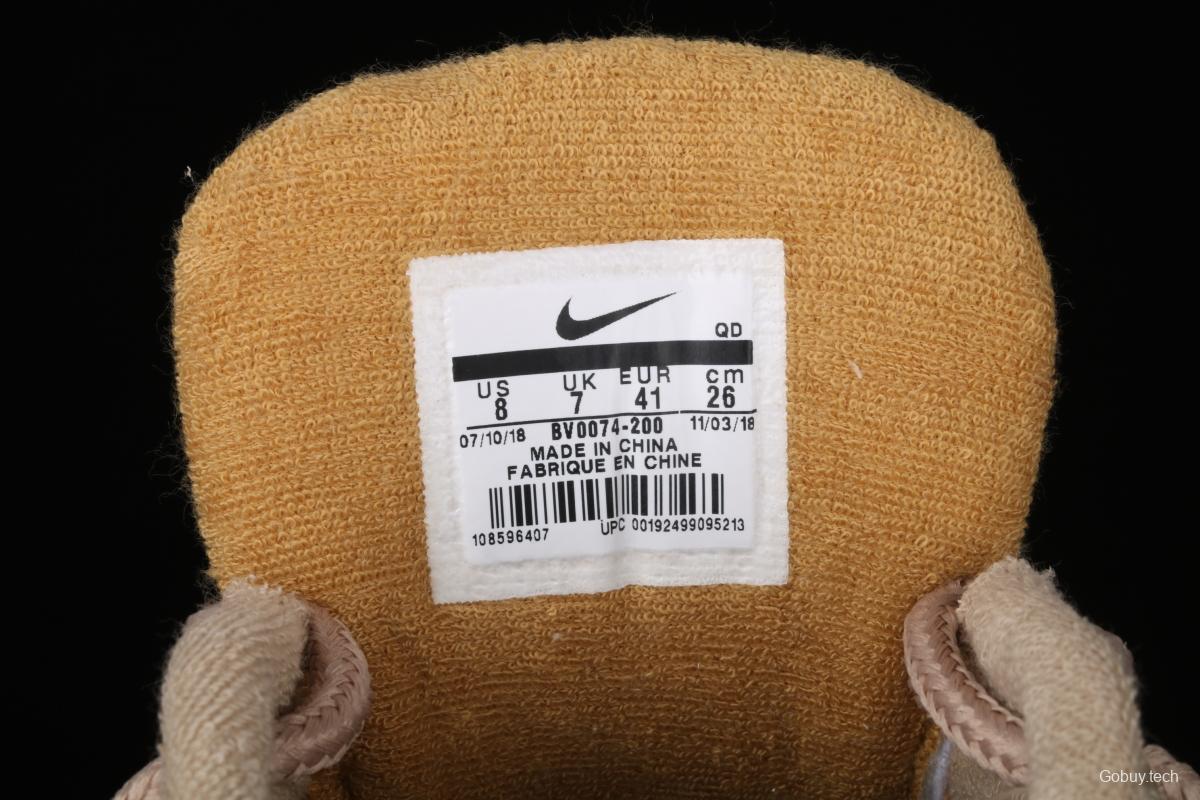 QD
US UK EUR cm
8 7 41 26
07/10/18 BV0074-200 11/03/18
MADE IN CHINA
FABRIQUE EN CHINE
108596407 UPC 00192499095213
Gobuy.tech